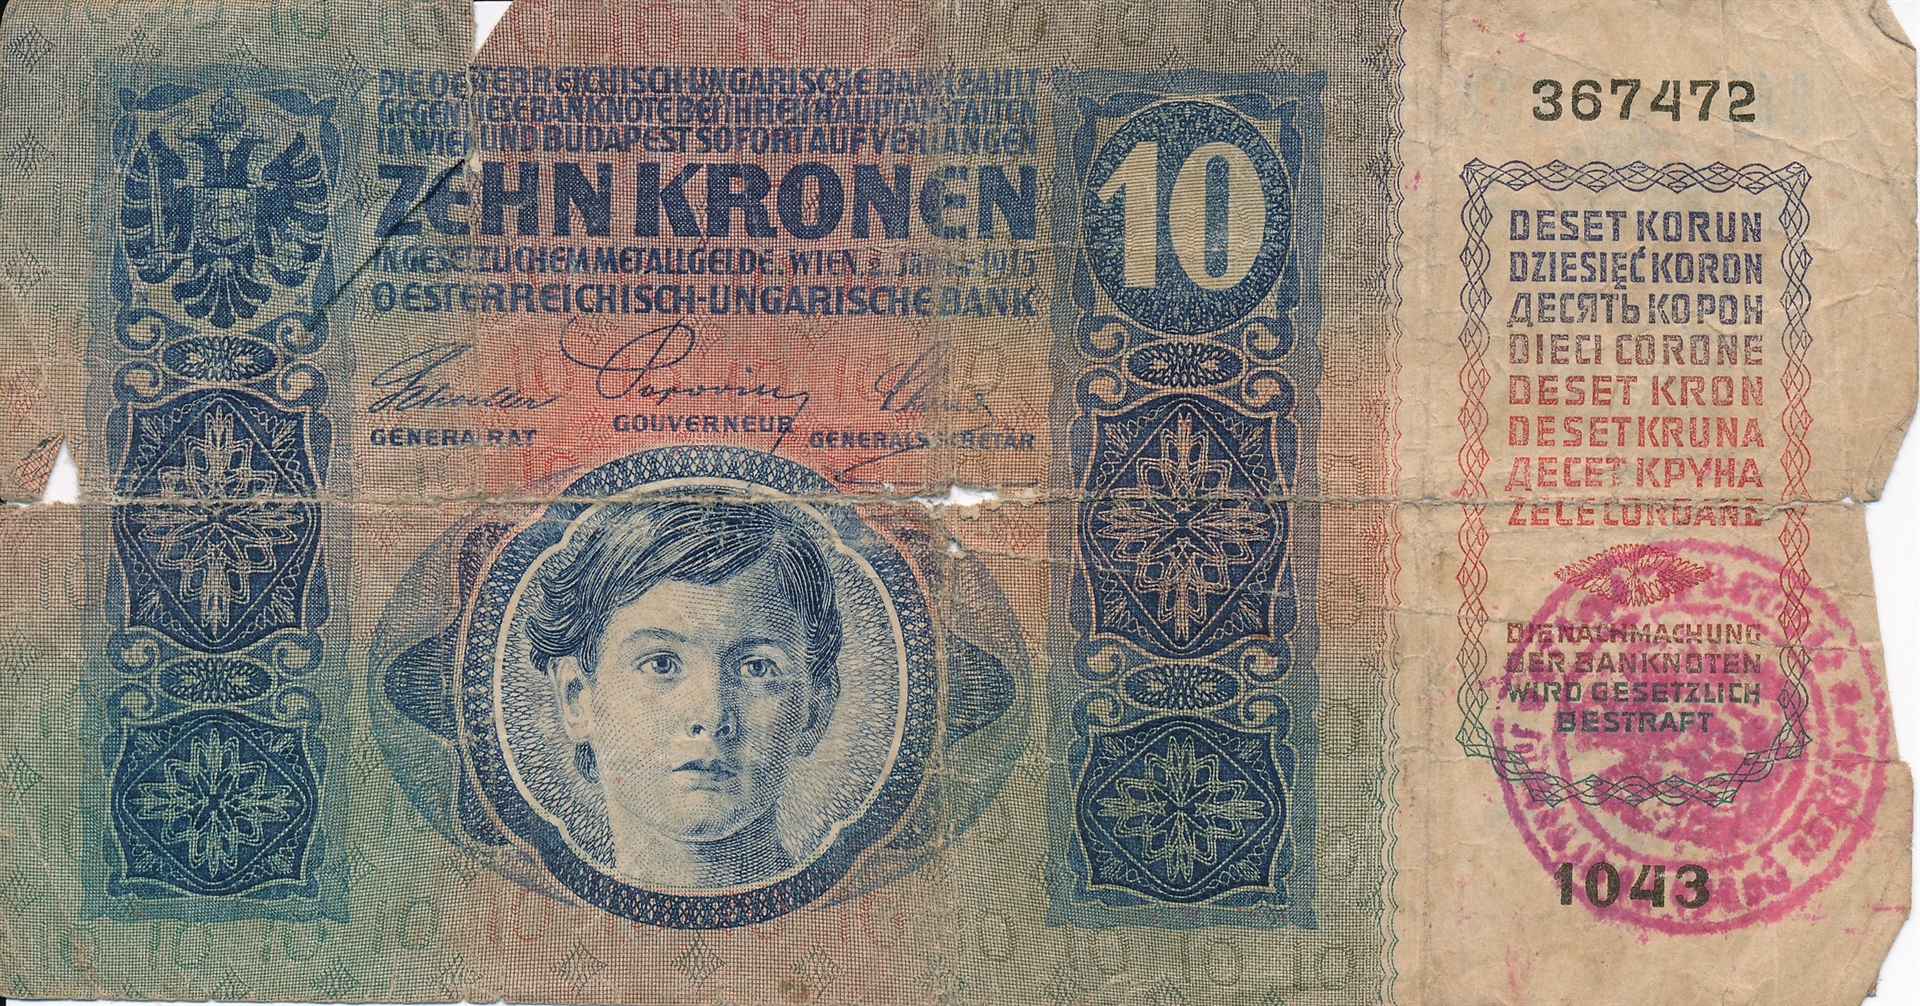 DIE OESTERREICHISCH-UNGARISCHE BANK ZAHLT
GEGEN DIESE BANKNOTE BEI IHREN HAUPTANSTALTEN
IN WIEN UND BUDAPEST SOFORT AUF VERLANGEN
ZEHN KRONEN
IN GESETZLICHEM METALLGELDE. WIEN, 2. Jänner 1915
OESTERREICHISCH-UNGARISCHE BANK
Popovics
GENERALRAT
GOUVERNEUR
GENERALSECRETÄR
10
367472
DESET KORUN
DZIESIĘĆ KORON
ДЕСЯТЬ КОРОН
DIECI CORONE
DESET KRON
DESET KRUNA
ДЕСЕТ КРУНА
ZECE COROANE
DIE NACHMACHUNG
DER BANKNOTEN
WIRD GESETZLICH
BESTRAFT
1043